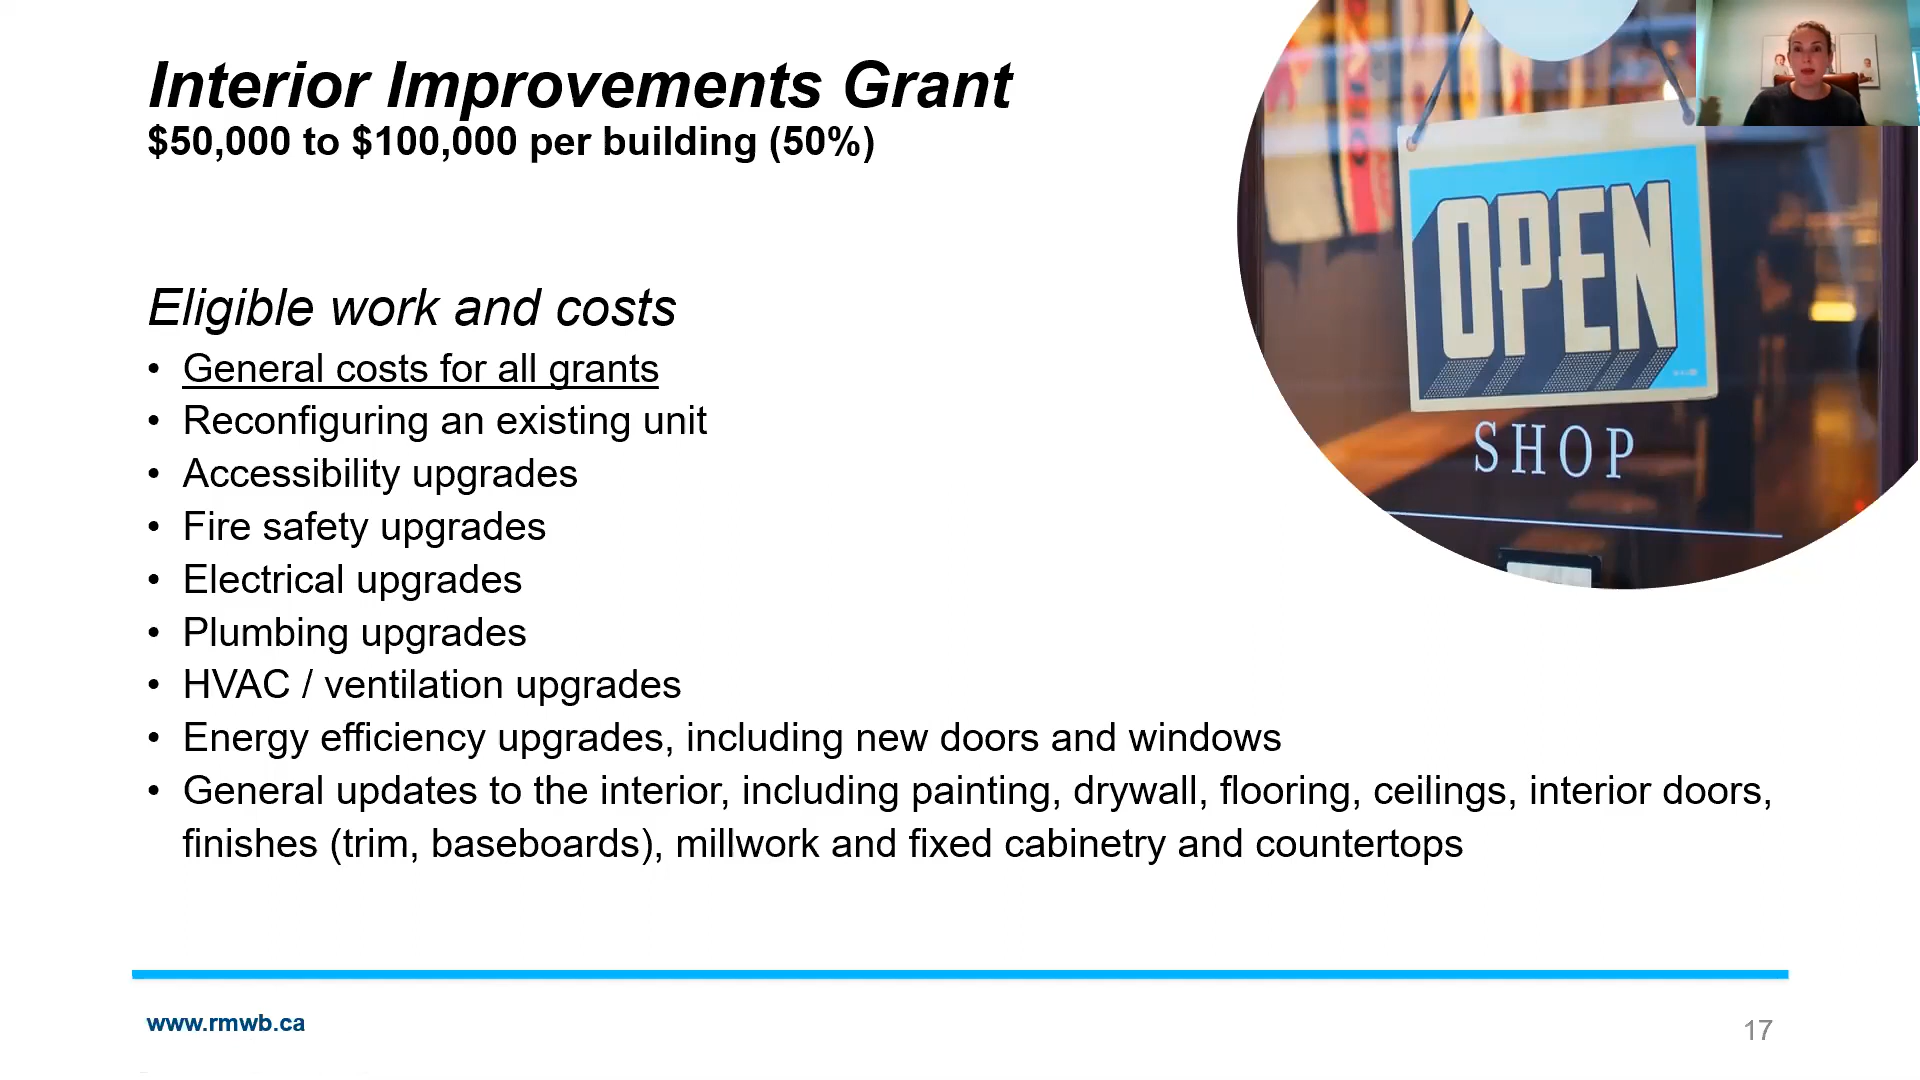 Interior Improvements Grant
$50,000 to $100,000 per building (50%)
OPEN
SHOP
Eligible work and costs
• General costs for all grants
• Reconfiguring an existing unit
• Accessibility upgrades
• Fire safety upgrades
• Electrical upgrades
• Plumbing upgrades
• HVAC / ventilation upgrades
• Energy efficiency upgrades, including new doors and windows
• General updates to the interior, including painting, drywall, flooring, ceilings, interior doors,
finishes (trim, baseboards), millwork and fixed cabinetry and countertops
www.rmwb.ca
17